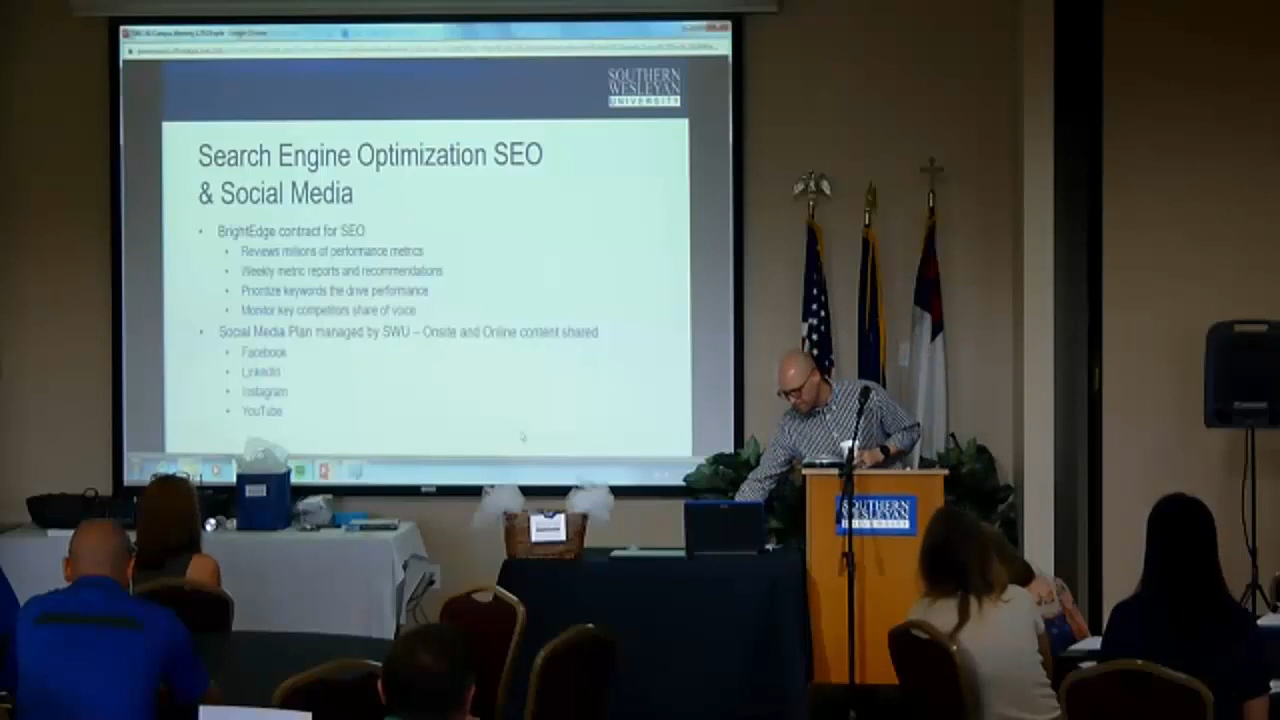 SOUTHERN
WESLEYAN
UNIVERSITY
Search Engine Optimization SEO
& Social Media
BrightEdge contract for SEO
Reviews millions of performance metrics
Weekly metric reports and recommendations
Prioritize keywords the drive performance
Monitor key competitors share of voice
Social Media Plan managed by SWU – Onsite and Online content shared
Facebook
LinkedIn
Instagram
YouTube
SOUTHERN
WESLEYAN
UNIVERSITY